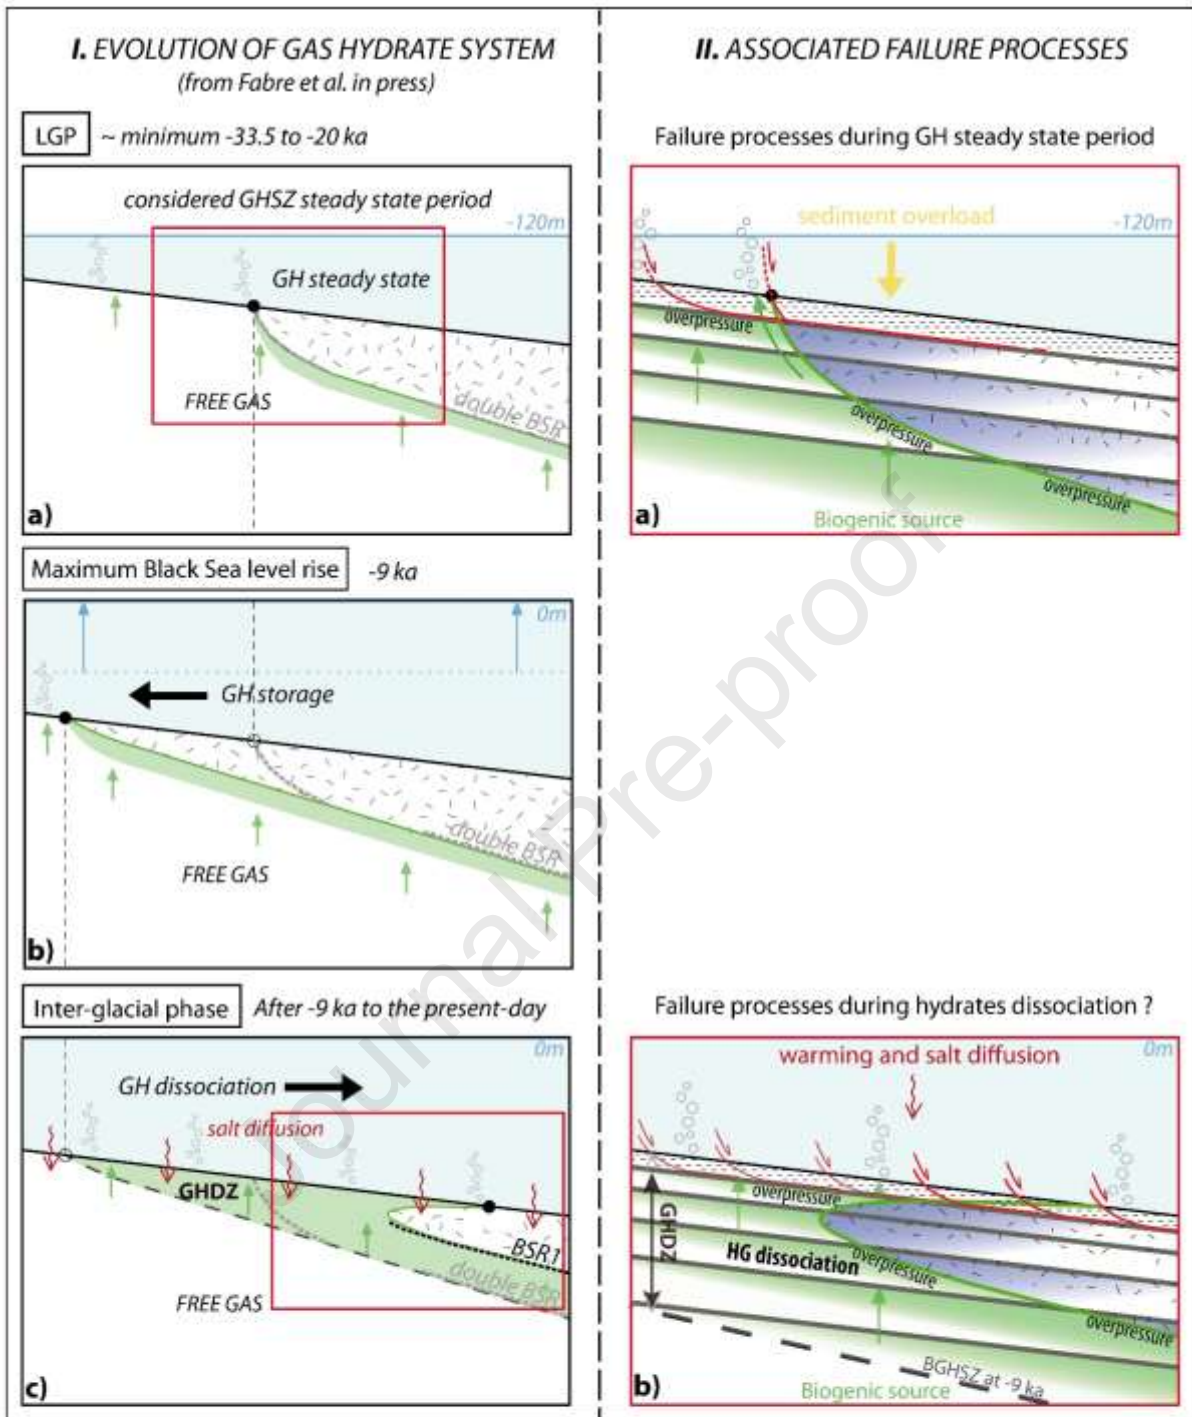 I. EVOLUTION OF GAS HYDRATE SYSTEM
(from Fabre et al. in press)
LGP ~ minimum -33.5 to -20 ka
considered GHSZ steady state period
-120m
GH steady state
FREE GAS
double BSR
a)
Maximum Black Sea level rise -9 ka
0m
GH storage
double BSR
FREE GAS
b)
Inter-glacial phase After -9 ka to the present-day
0m
GH dissociation
salt diffusion
GHDZ
BSR1
double BSR
FREE GAS
c)
II. ASSOCIATED FAILURE PROCESSES
Failure processes during GH steady state period
sediment overload
-120m
overpressure
overpressure
overpressure
a)
Biogenic source
Failure processes during hydrates dissociation ?
warming and salt diffusion
0m
overpressure
GHDZ
HG dissociation
overpressure
overpressure
BGHSZ at -9 ka
b)
Biogenic source
Journal Pre-proof